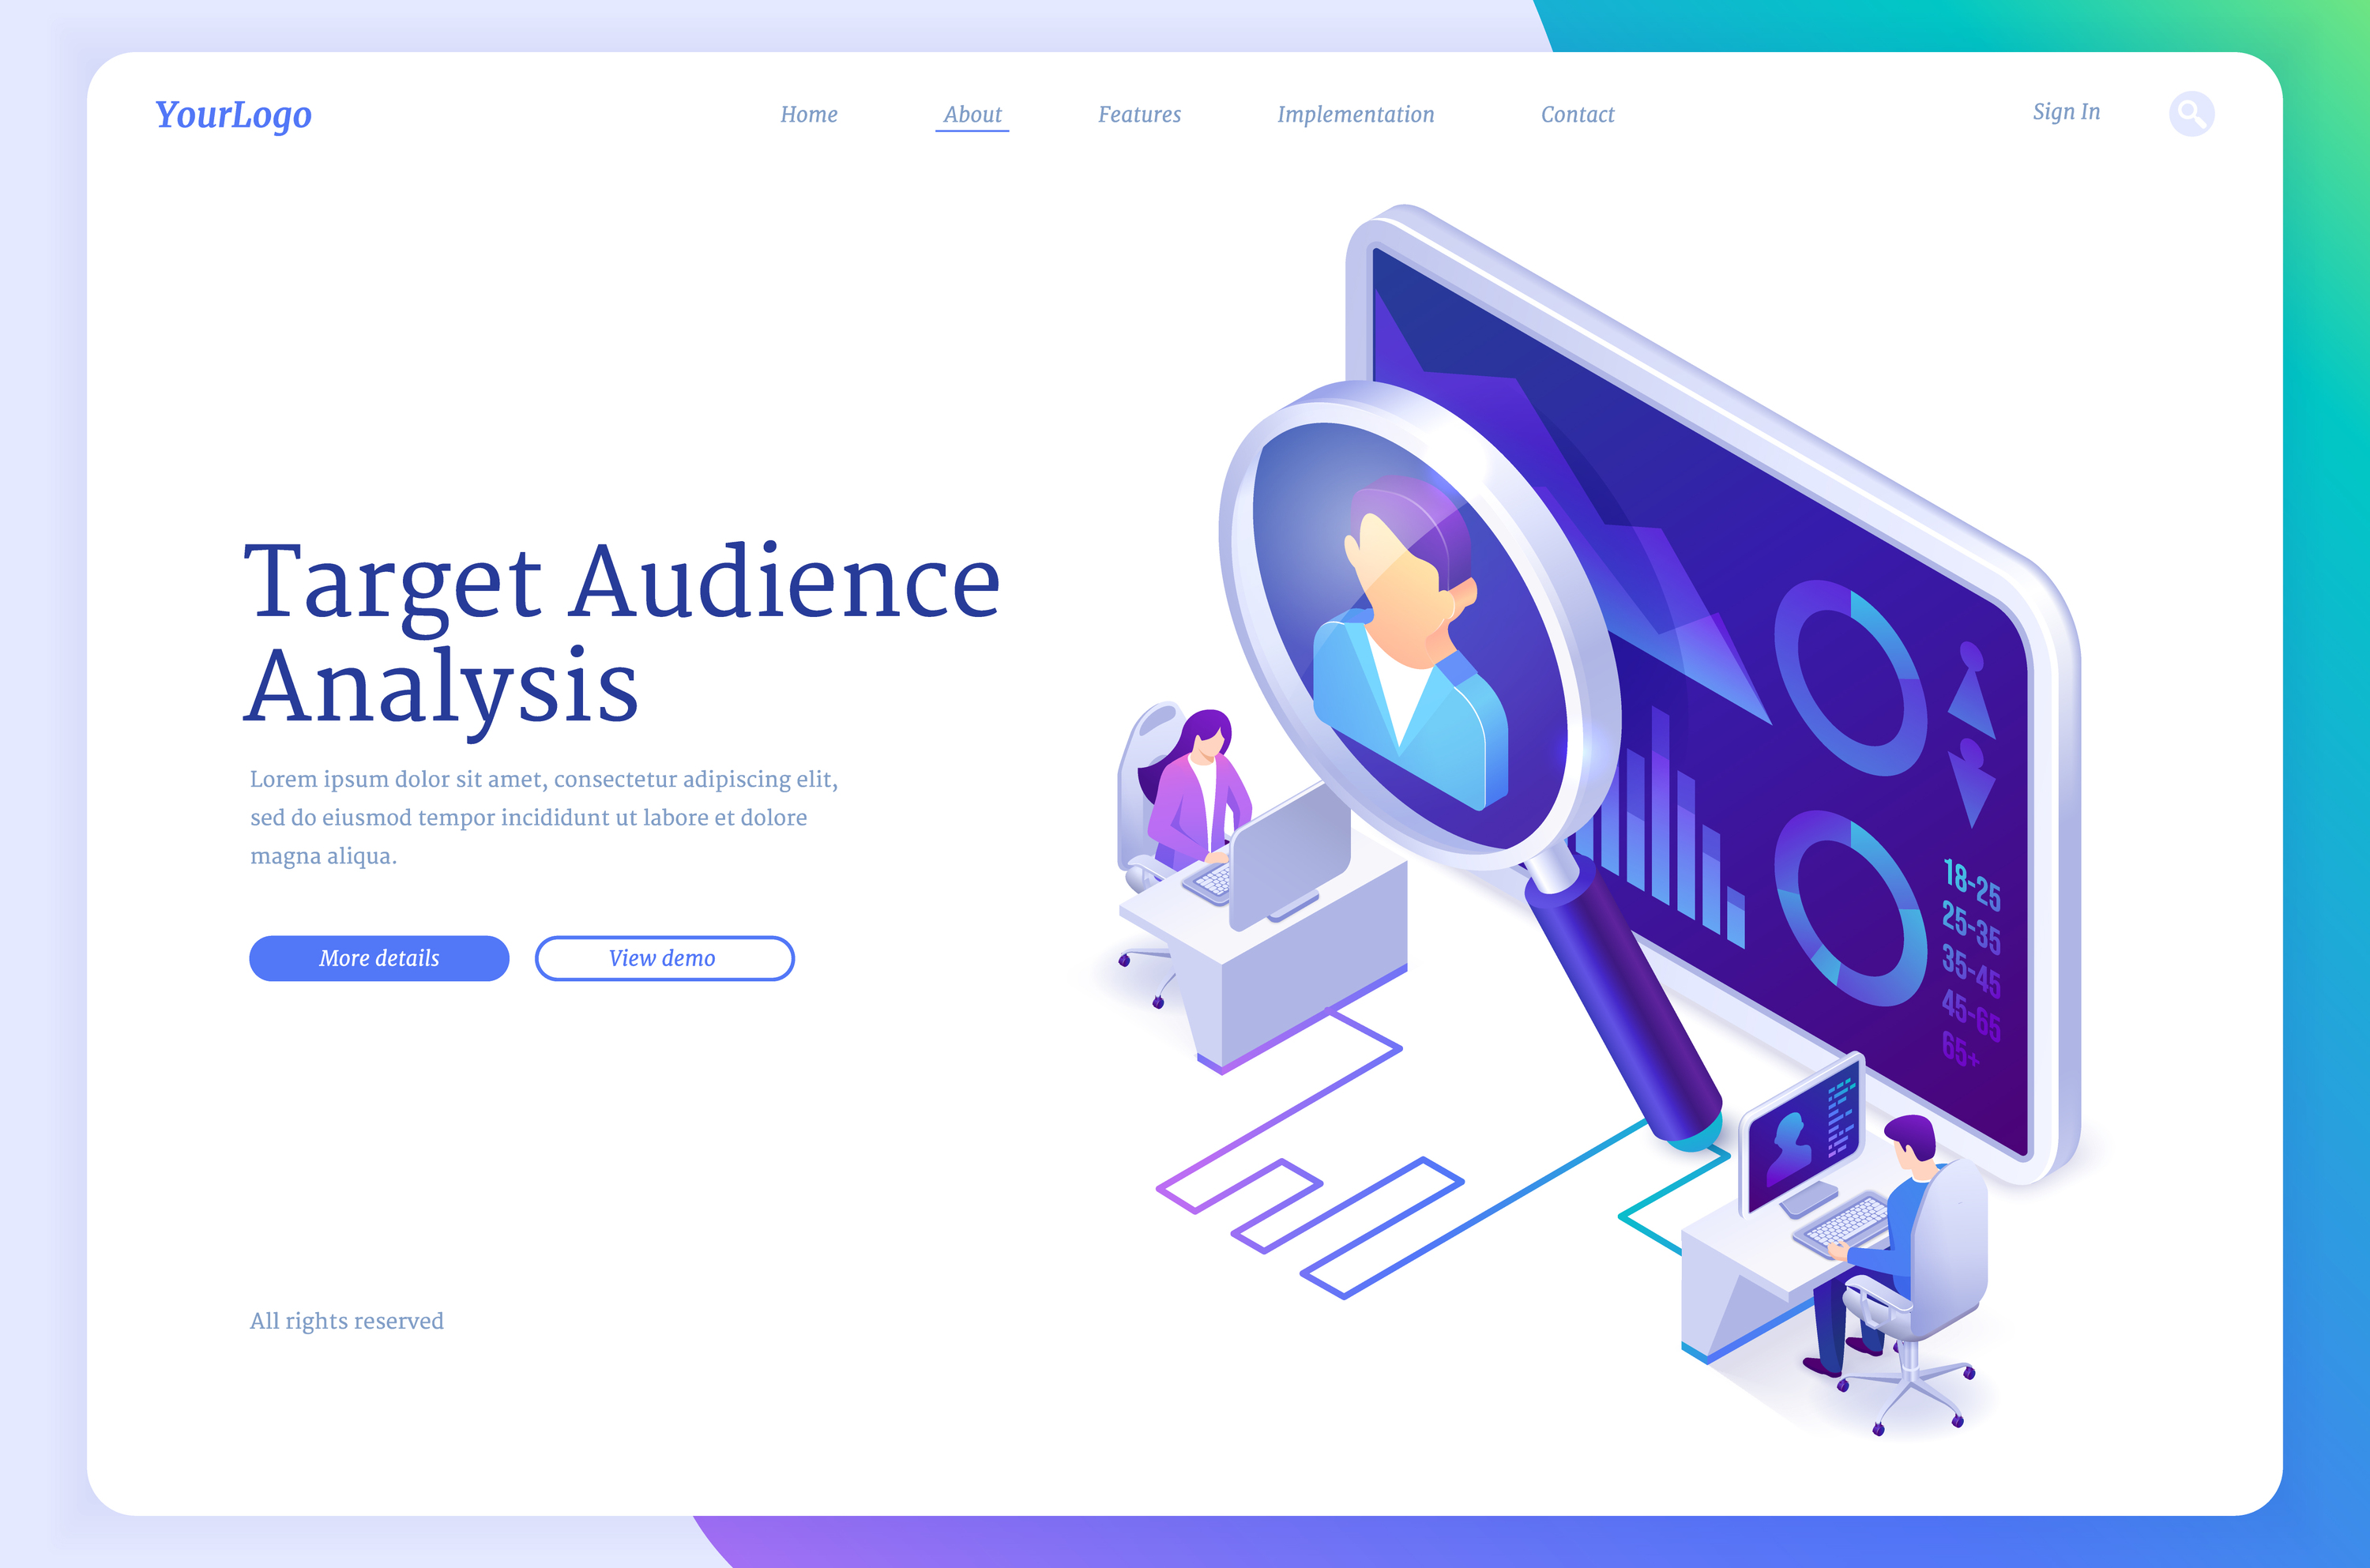 YourLogo
Home
About
Features
Implementation
Contact
Sign In
Target Audience
Analysis
Lorem ipsum dolor sit amet, consectetur adipiscing elit,
sed do eiusmod tempor incididunt ut labore et dolore
magna aliqua.
More details
View demo
18-25
25-35
35-45
45-65
65+
All rights reserved